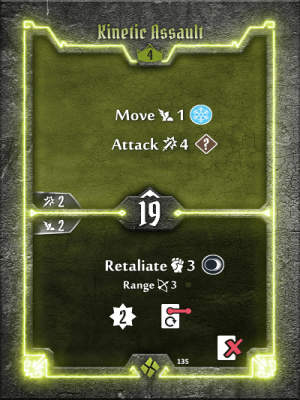 Kinetic Assault
4
Move 1
Attack 4 ?
2
19
2
Retaliate 3
Range 3
2
135